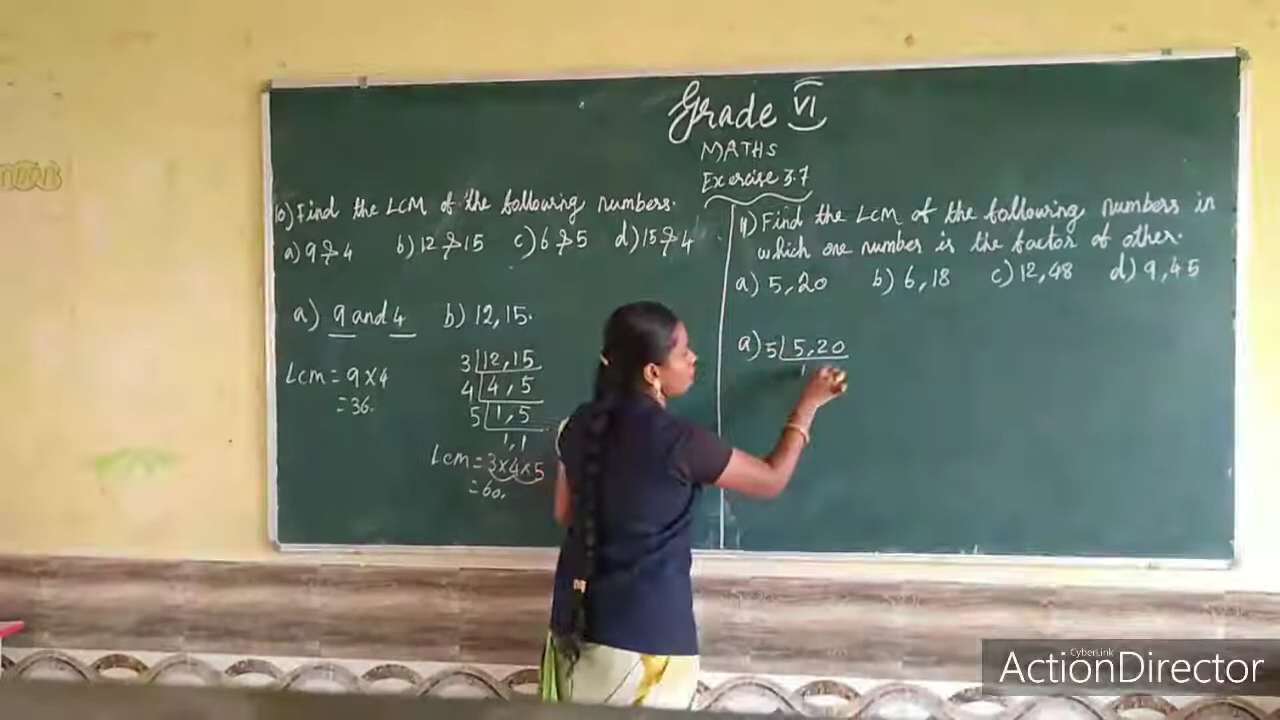 Grade VI
MATHS
Exercise 3.7
10) Find the LCM of the following numbers.
a) 9 & 4 b) 12 & 15 c) 6 & 5 d) 15 & 4
a) 9 and 4
LCM = 9 x 4
= 36.
b) 12, 15.
3 12, 15
4 4, 5
5 1, 5
1, 1
LCM = 3 x 4 x 5
= 60.
11) Find the LCM of the following numbers in
which one number is the factor of other.
a) 5, 20 b) 6, 18 c) 12, 48 d) 9, 45
a) 5 5, 20
1
CyberLink
ActionDirector